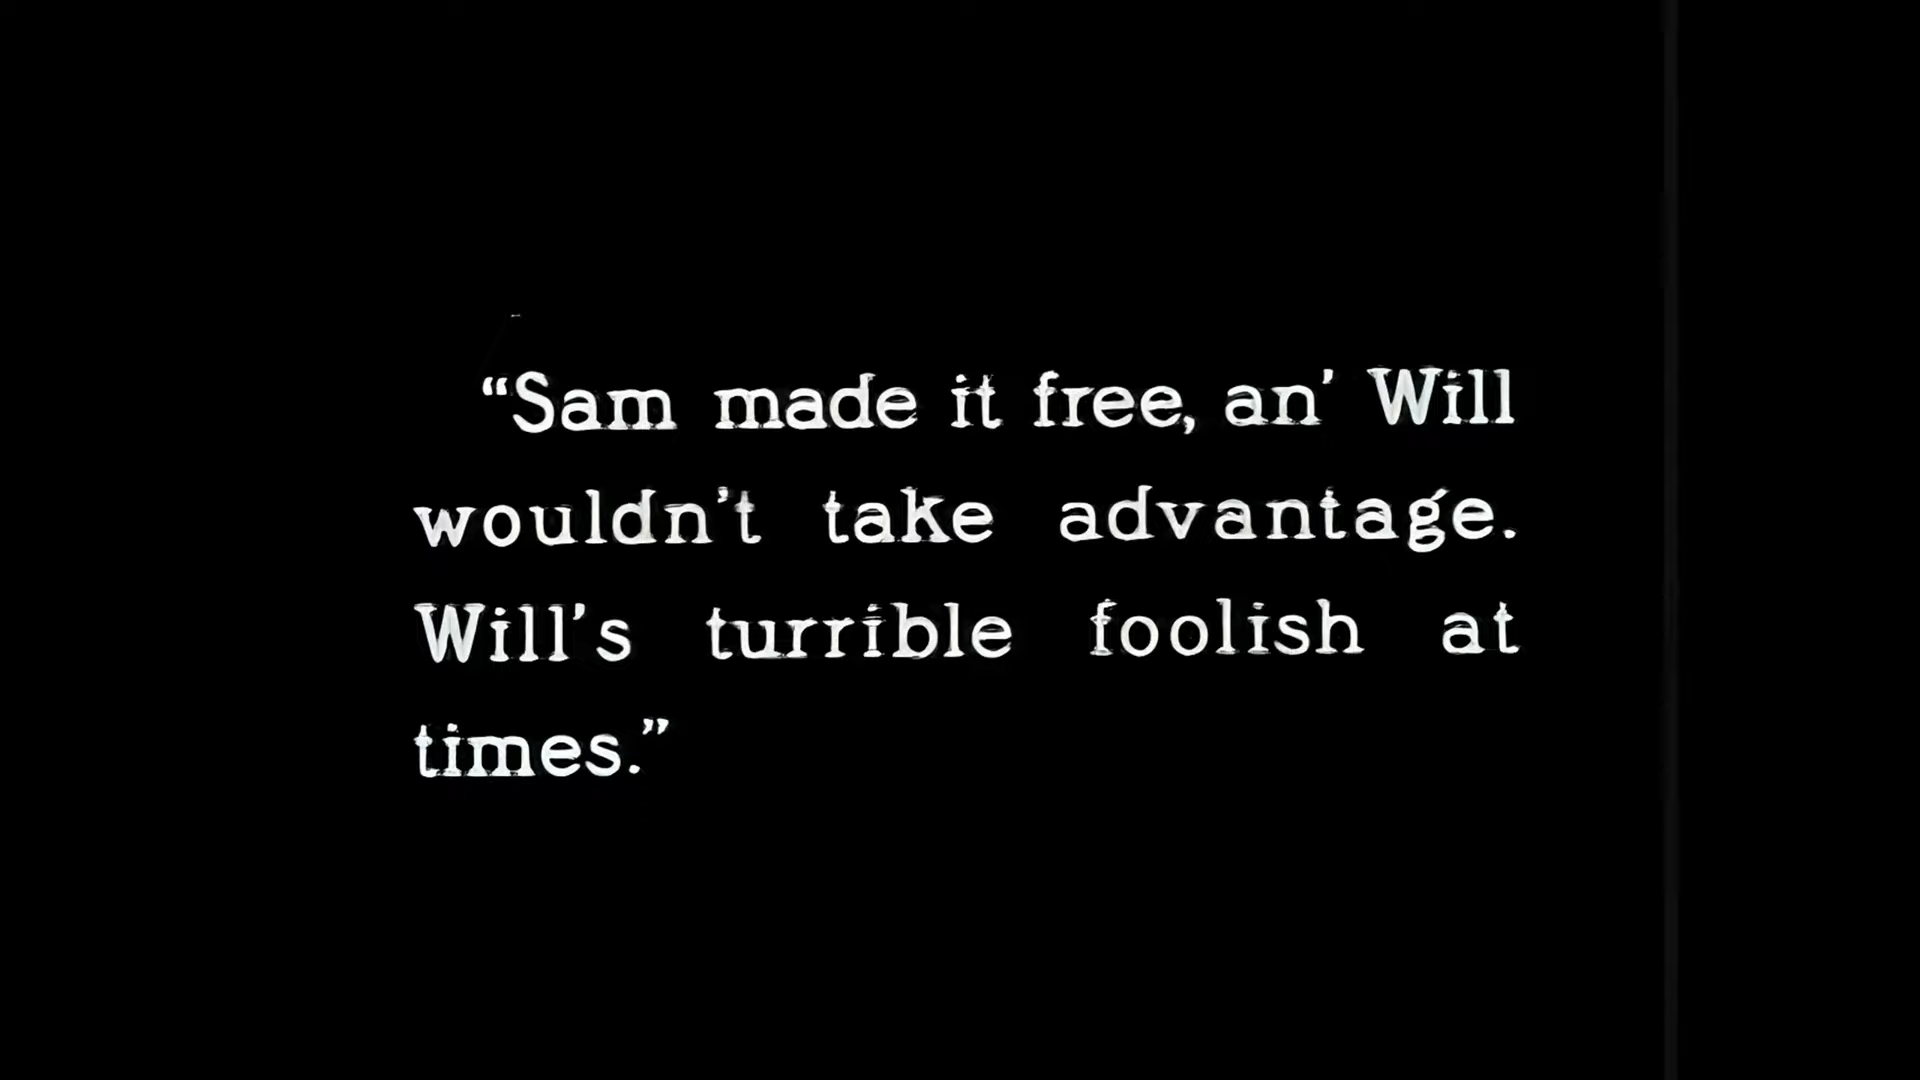 “Sam made it free, an’ Will
wouldn’t take advantage.
Will’s turrible foolish at
times.”